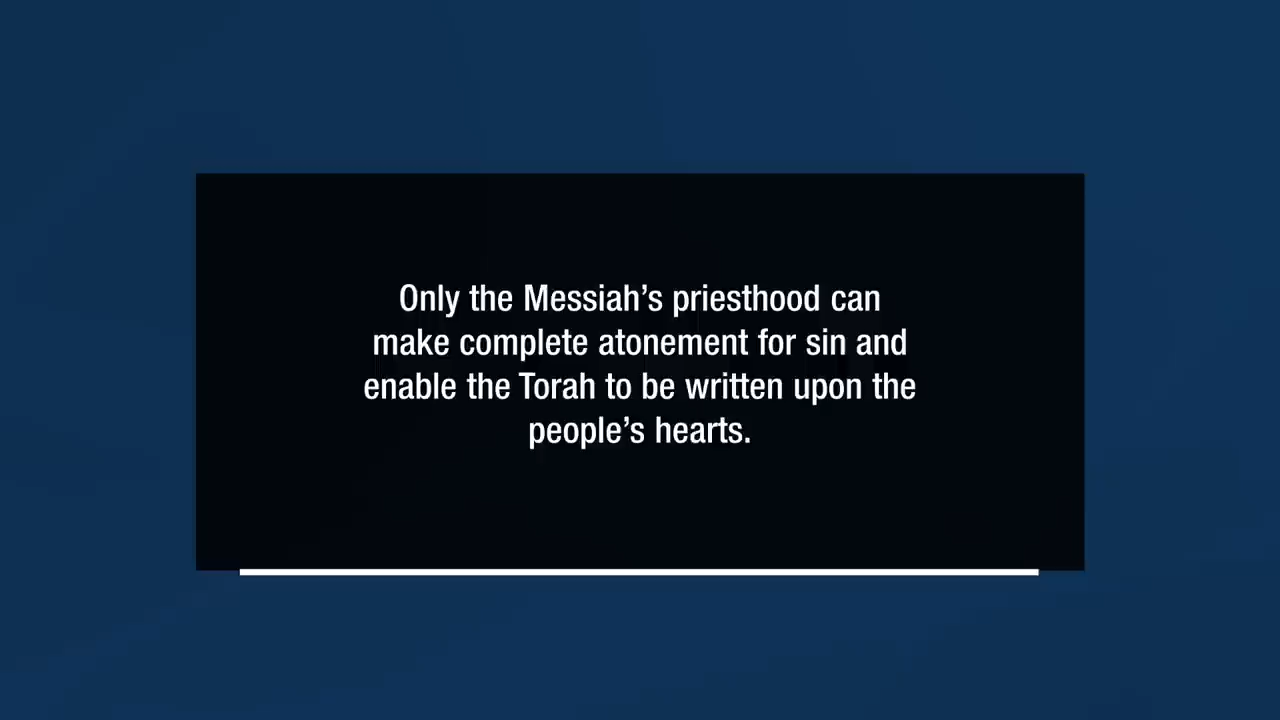 Only the Messiah’s priesthood can
make complete atonement for sin and
enable the Torah to be written upon the
people’s hearts.